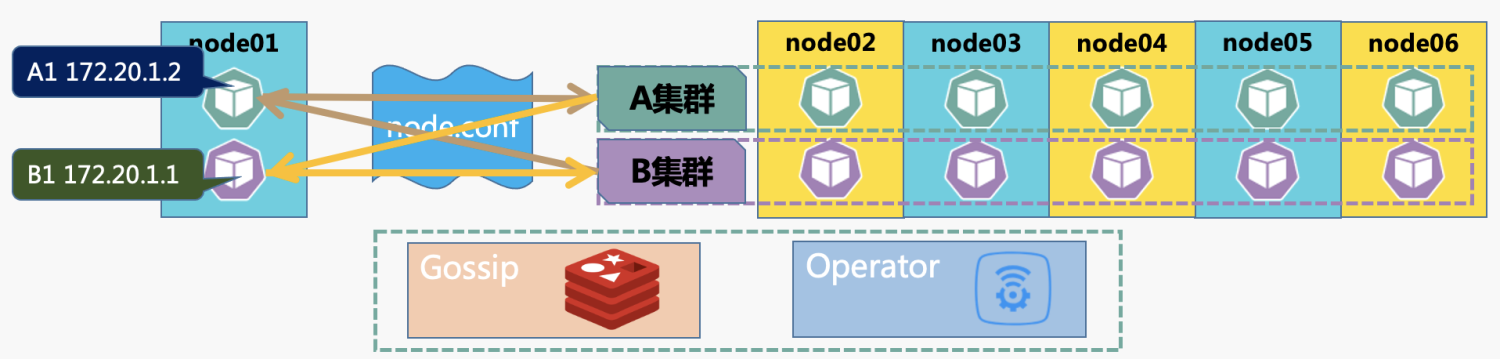 node01
A1 172.20.1.2
B1 172.20.1.1
node.conf
A集群
B集群
node02
node03
node04
node05
node06
Gossip
Operator